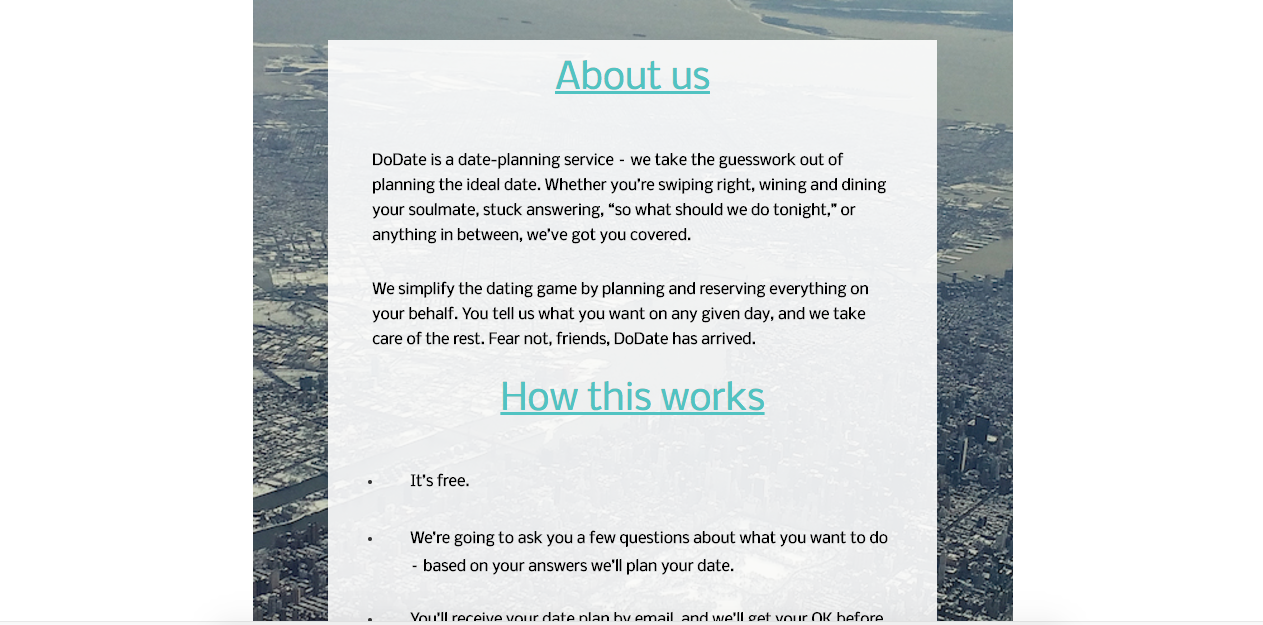 About us
DoDate is a date-planning service - we take the guesswork out of
planning the ideal date. Whether you're swiping right, wining and dining
your soulmate, stuck answering, “so what should we do tonight,” or
anything in between, we've got you covered.
We simplify the dating game by planning and reserving everything on
your behalf. You tell us what you want on any given day, and we take
care of the rest. Fear not, friends, DoDate has arrived.
How this works
• It's free.
• We're going to ask you a few questions about what you want to do
- based on your answers we'll plan your date.
• You'll receive your date plan by email, and we'll get your OK before